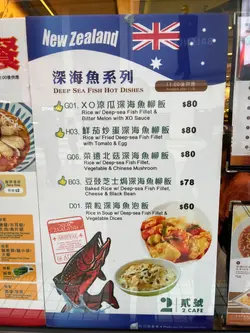 New Zealand
深海魚系列
DEEP SEA FISH HOT DISHES
G01. XO涼瓜深海魚柳飯 $80
Rice w/ Deep-sea Fish Fillet &
Bitter Melon with XO Sauce
H03. 鮮茄炒蛋深海魚柳飯 $80
Rice w/ Fried Deep-sea Fish Fillet
with Tomato & Egg
G08. 菜遠北菇深海魚柳飯 $80
Rice w/ Deep-sea Fish Fillet,
Vegetable & Chinese Mushroom
B03. 豆豉芝士焗深海魚柳飯 $78
Baked Rice w/ Deep-sea Fish Fillet,
Cheese & Black Bean
D01. 菜粒深海魚泡飯 $60
Rice in Soup w/ Deep-sea Fish Fillet &
Vegetable Dices
NEW ZEALAND
貳號
2 CAFE